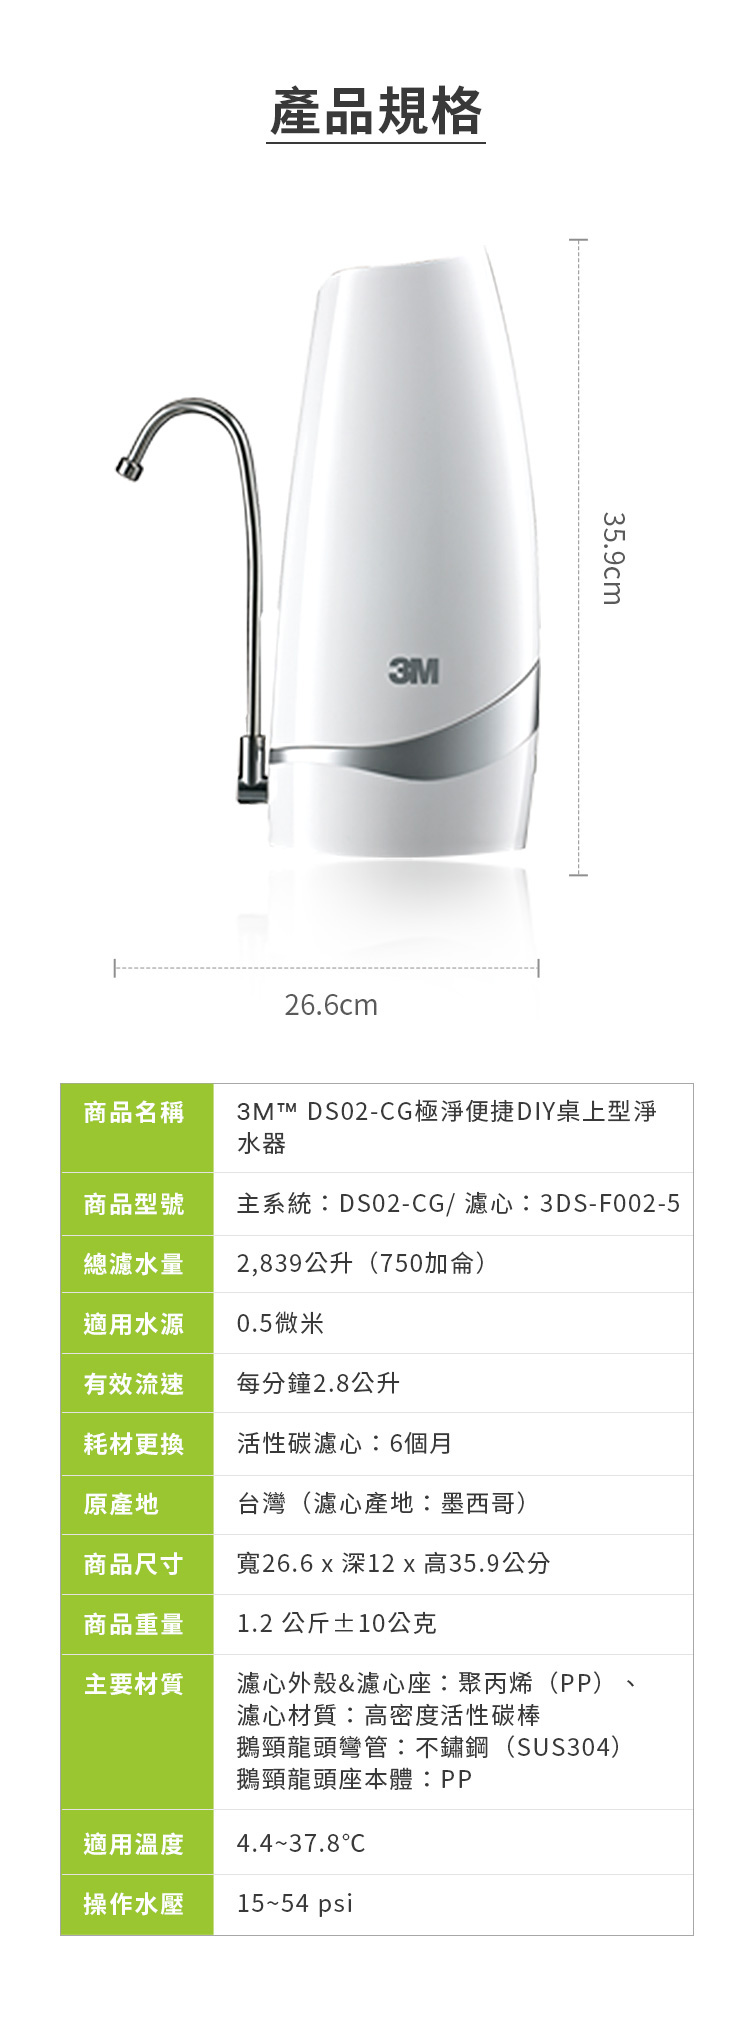 產品規格
35.9cm
3M
26.6cm
商品名稱
3M™ DS02-CG極淨便捷DIY桌上型淨
水器
商品型號
主系統：DS02-CG/ 濾心：3DS-F002-5
總濾水量
2,839公升（750加侖）
適用水源
0.5微米
有效流速
每分鐘2.8公升
耗材更換
活性碳濾心：6個月
原產地
台灣（濾心產地：墨西哥）
商品尺寸
寬26.6 x 深12 x 高35.9公分
商品重量
1.2 公斤±10公克
主要材質
濾心外殼&濾心座：聚丙烯（PP）、
濾心材質：高密度活性碳棒
鵝頸龍頭彎管：不鏽鋼（SUS304）
鵝頸龍頭座本體：PP
適用溫度
4.4~37.8℃
操作水壓
15~54 psi